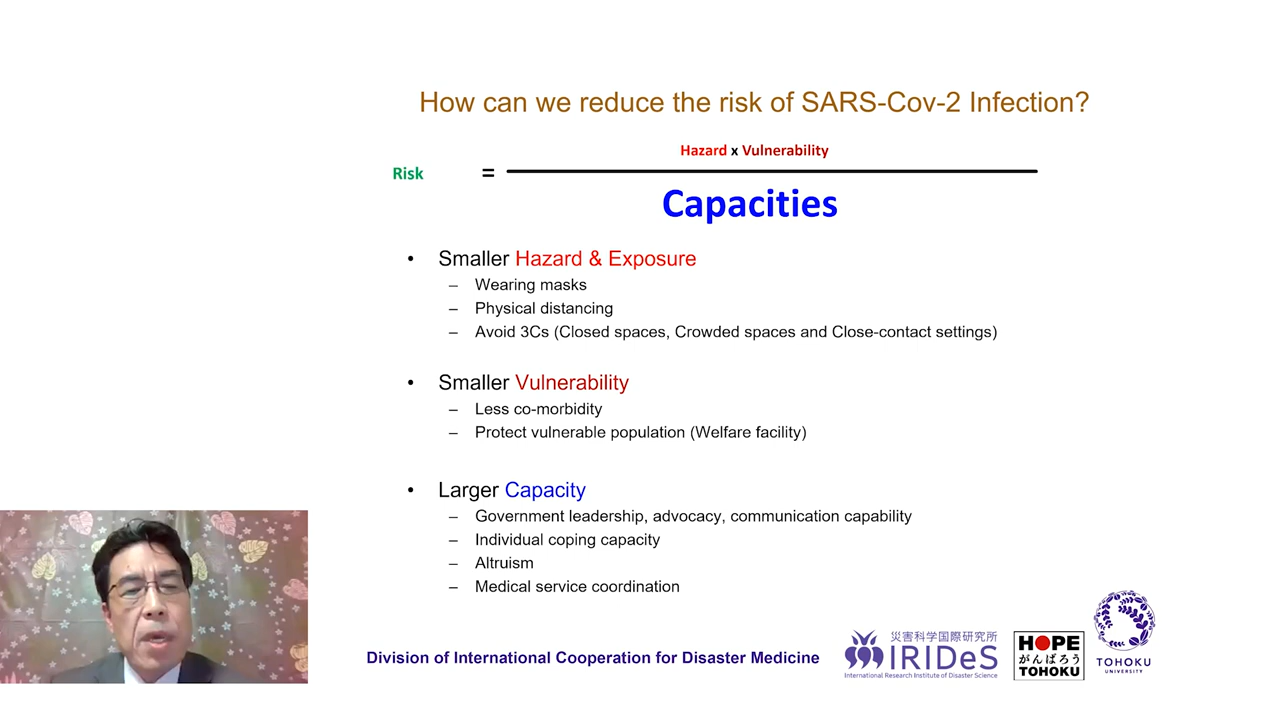 How can we reduce the risk of SARS-Cov-2 Infection?
Hazard x Vulnerability
Risk =
Capacities
• Smaller Hazard & Exposure
– Wearing masks
– Physical distancing
– Avoid 3Cs (Closed spaces, Crowded spaces and Close-contact settings)
• Smaller Vulnerability
– Less co-morbidity
– Protect vulnerable population (Welfare facility)
• Larger Capacity
– Government leadership, advocacy, communication capability
– Individual coping capacity
– Altruism
– Medical service coordination
Division of International Cooperation for Disaster Medicine
災害科学国際研究所
IRIDeS
International Research Institute of Disaster Science
HOPE
がんばろう
TOHOKU
TOHOKU
UNIVERSITY